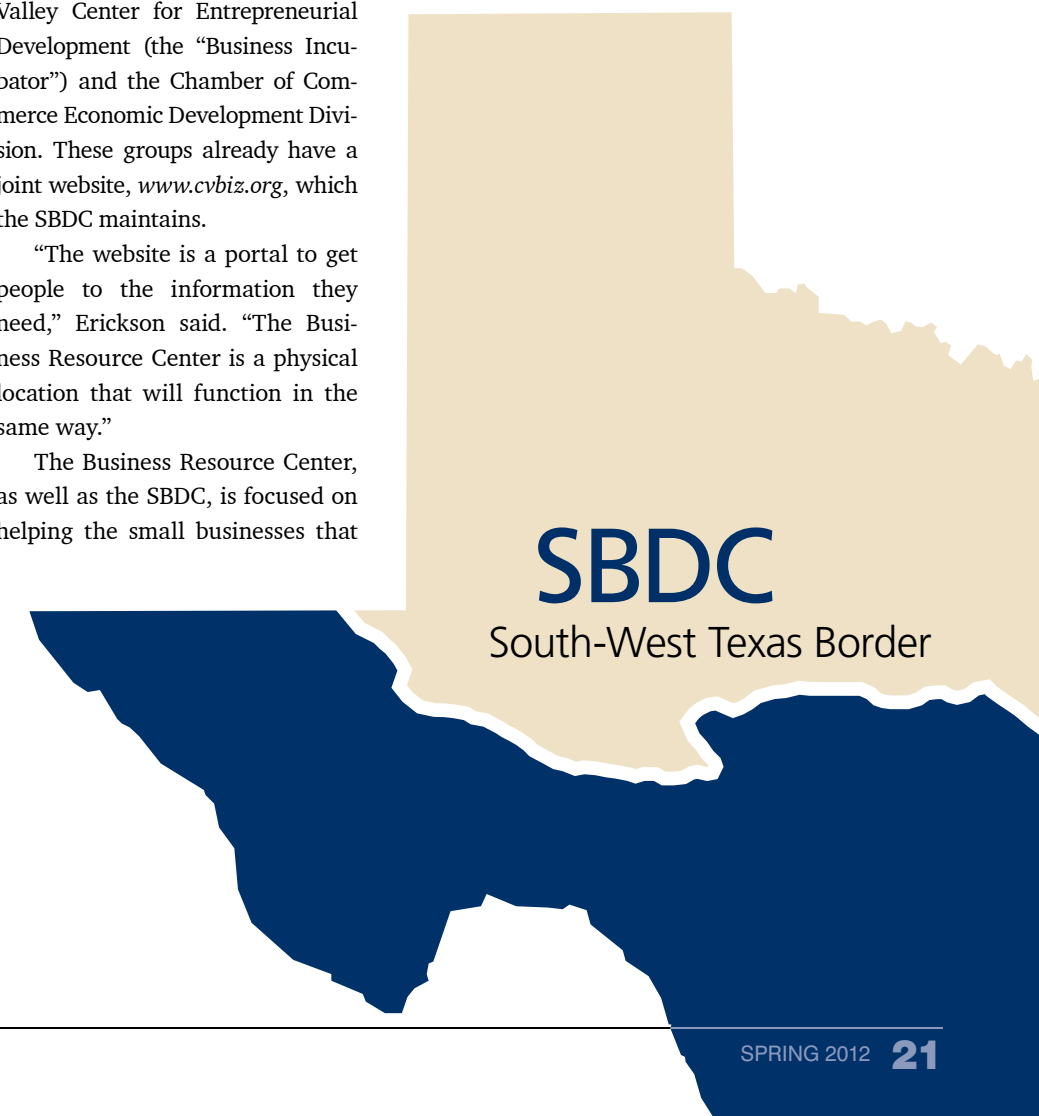 Valley Center for Entrepreneurial
Development (the “Business Incu-
bator”) and the Chamber of Com-
merce Economic Development Divi-
sion. These groups already have a
joint website, www.cvbiz.org, which
the SBDC maintains.
“The website is a portal to get
people to the information they
need,” Erickson said. “The Busi-
ness Resource Center is a physical
location that will function in the
same way.”
The Business Resource Center,
as well as the SBDC, is focused on
helping the small businesses that
SBDC
South-West Texas Border
SPRING 2012 21